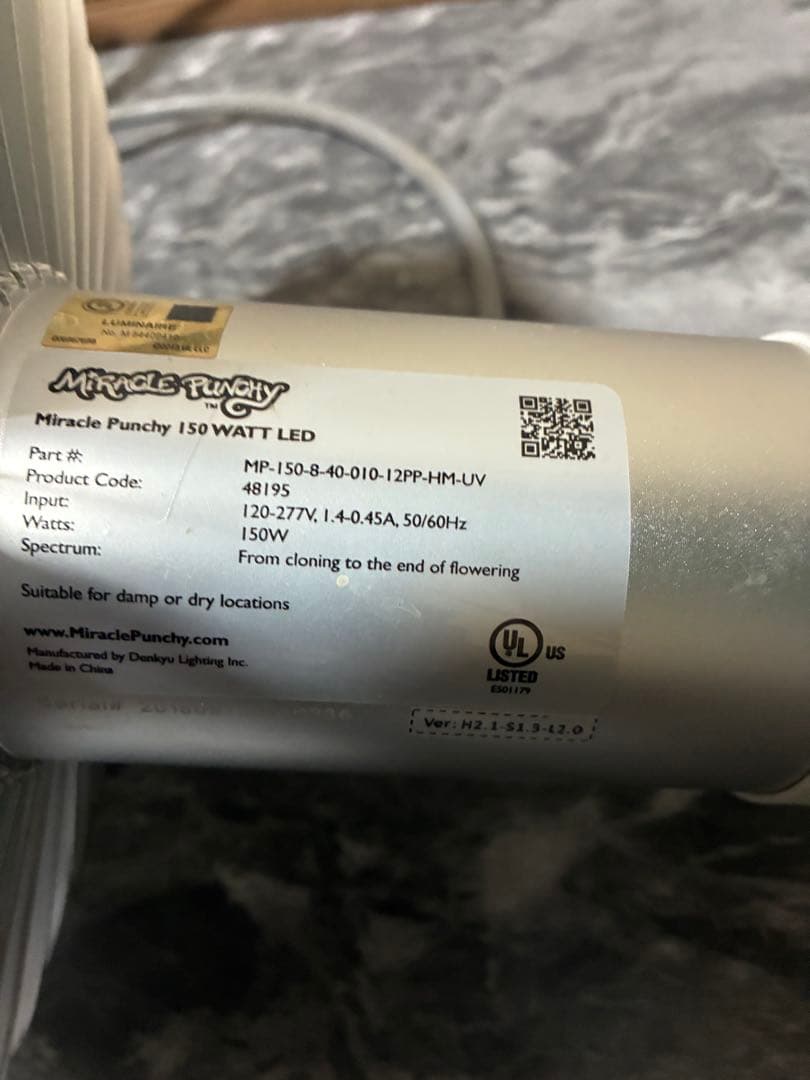 LUMINAIRE
MIRACLE PUNCHY
TM
Miracle Punchy 150 WATT LED
Part #: MP-150-8-40-010-12PP-HM-UV
Product Code: 48195
Input: 120-277V, 1.4-0.45A, 50/60Hz
Watts: 150W
Spectrum: From cloning to the end of flowering
Suitable for damp or dry locations
www.MiraclePunchy.com
Manufactured by Denkyu Lighting Inc.
Made in China
UL US
LISTED
E501179
Serial#
Ver: H2.1-S1.3-L2.0